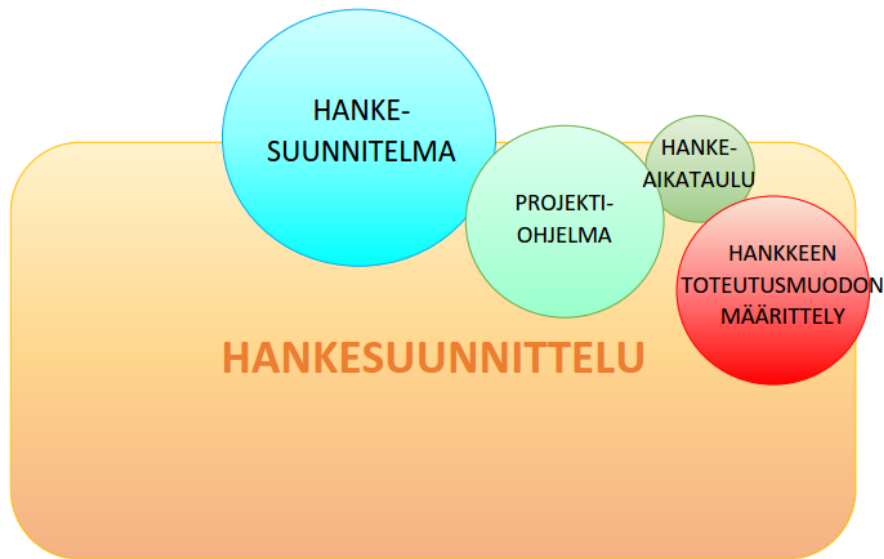 HANKE-
SUUNNITELMA
PROJEKTI-
OHJELMA
HANKE-
AIKATAULU
HANKKEEN
TOTEUTUSMUODON
MÄÄRITTELY
HANKESUUNNITTELU